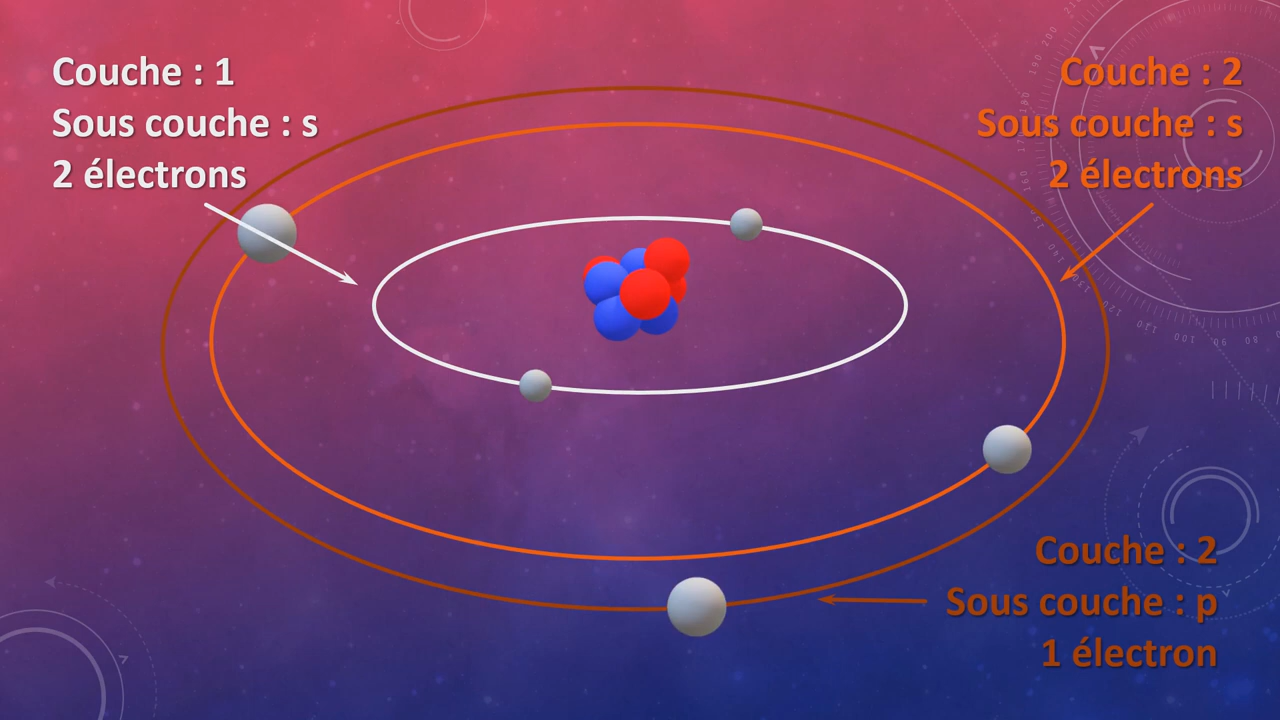 Couche : 1
Sous couche : s
2 électrons
Couche : 2
Sous couche : s
2 électrons
Couche : 2
Sous couche : p
1 électron